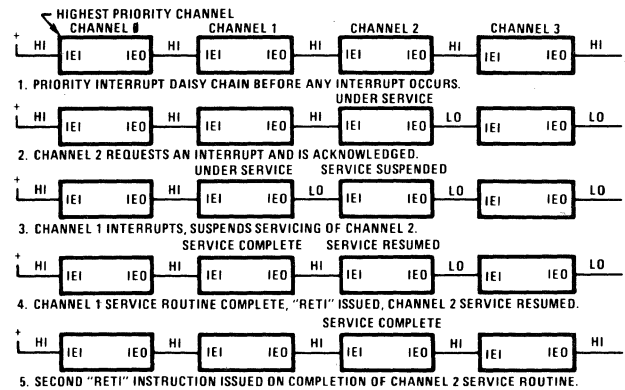 HIGHEST PRIORITY CHANNEL
CHANNEL 0 CHANNEL 1 CHANNEL 2 CHANNEL 3
+ HI IEI IEO HI IEI IEO HI IEI IEO HI IEI IEO HI
1. PRIORITY INTERRUPT DAISY CHAIN BEFORE ANY INTERRUPT OCCURS.
UNDER SERVICE
+ HI IEI IEO HI IEI IEO HI IEI IEO LO IEI IEO LO
2. CHANNEL 2 REQUESTS AN INTERRUPT AND IS ACKNOWLEDGED.
UNDER SERVICE SERVICE SUSPENDED
+ HI IEI IEO HI IEI IEO LO IEI IEO LO IEI IEO LO
3. CHANNEL 1 INTERRUPTS, SUSPENDS SERVICING OF CHANNEL 2.
SERVICE COMPLETE SERVICE RESUMED
+ HI IEI IEO HI IEI IEO HI IEI IEO LO IEI IEO LO
4. CHANNEL 1 SERVICE ROUTINE COMPLETE, "RETI" ISSUED, CHANNEL 2 SERVICE RESUMED.
SERVICE COMPLETE
+ HI IEI IEO HI IEI IEO HI IEI IEO HI IEI IEO HI
5. SECOND "RETI" INSTRUCTION ISSUED ON COMPLETION OF CHANNEL 2 SERVICE ROUTINE.